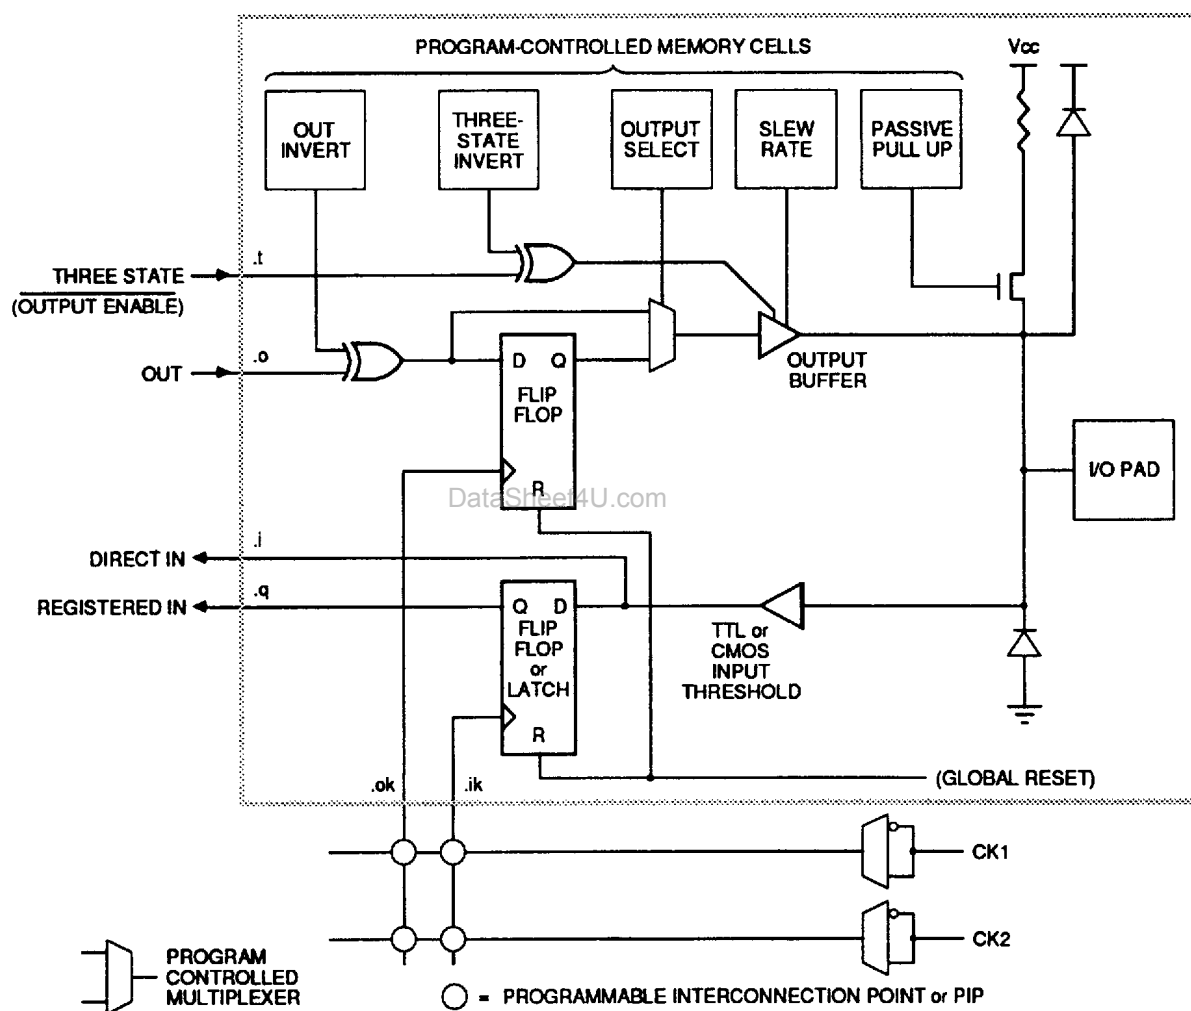 PROGRAM-CONTROLLED MEMORY CELLS
Vcc
OUT
INVERT
THREE-
STATE
INVERT
OUTPUT
SELECT
SLEW
RATE
PASSIVE
PULL UP
.t
THREE STATE
(OUTPUT ENABLE)
.o
OUT
D Q
FLIP
FLOP
R
OUTPUT
BUFFER
I/O PAD
DataSheet4U.com
.i
DIRECT IN
.q
REGISTERED IN
Q D
FLIP
FLOP
or
LATCH
R
TTL or
CMOS
INPUT
THRESHOLD
.ok
.ik
(GLOBAL RESET)
CK1
CK2
PROGRAM
CONTROLLED
MULTIPLEXER
= PROGRAMMABLE INTERCONNECTION POINT or PIP